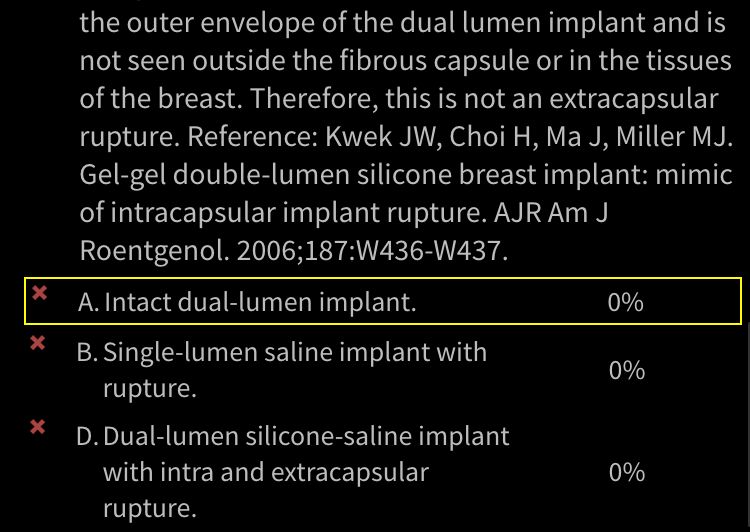 the outer envelope of the dual lumen implant and is
not seen outside the fibrous capsule or in the tissues
of the breast. Therefore, this is not an extracapsular
rupture. Reference: Kwek JW, Choi H, Ma J, Miller MJ.
Gel-gel double-lumen silicone breast implant: mimic
of intracapsular implant rupture. AJR Am J
Roentgenol. 2006;187:W436-W437.
A. Intact dual-lumen implant. 0%
B. Single-lumen saline implant with
rupture. 0%
D. Dual-lumen silicone-saline implant
with intra and extracapsular 0%
rupture.